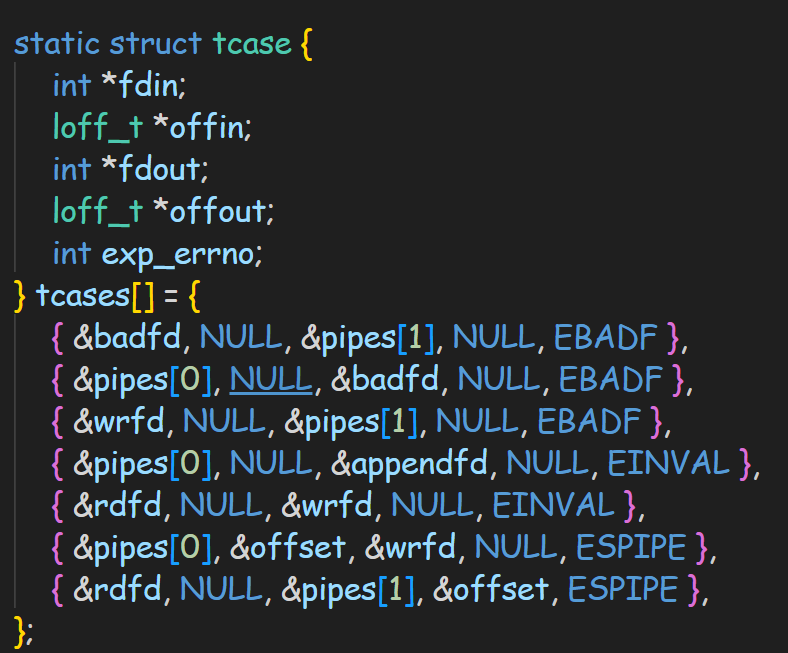 static struct tcase {
    int *fdin;
    loff_t *offin;
    int *fdout;
    loff_t *offout;
    int exp_errno;
} tcases[] = {
    { &badfd, NULL, &pipes[1], NULL, EBADF },
    { &pipes[0], NULL, &badfd, NULL, EBADF },
    { &wrfd, NULL, &pipes[1], NULL, EBADF },
    { &pipes[0], NULL, &appendfd, NULL, EINVAL },
    { &rdfd, NULL, &wrfd, NULL, EINVAL },
    { &pipes[0], &offset, &wrfd, NULL, ESPIPE },
    { &rdfd, NULL, &pipes[1], &offset, ESPIPE },
};